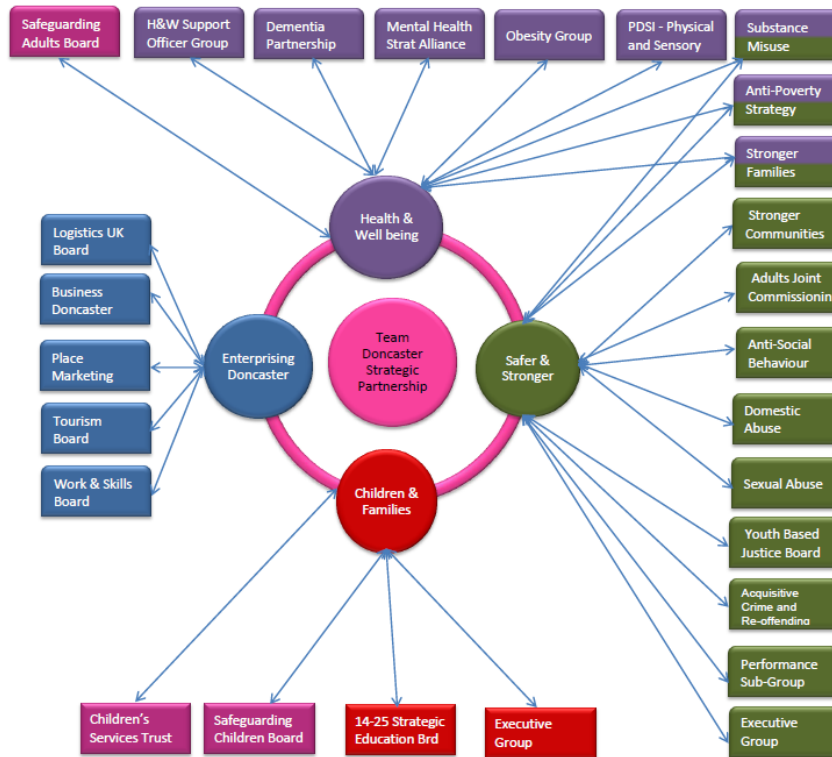 Safeguarding
Adults Board
H&W Support
Officer Group
Dementia
Partnership
Mental Health
Strat Alliance
Obesity Group
PDSI - Physical
and Sensory
Substance
Misuse
Anti-Poverty
Strategy
Stronger
Families
Stronger
Communities
Adults Joint
Commissionin
Anti-Social
Behaviour
Domestic
Abuse
Sexual Abuse
Youth Based
Justice Board
Acquisitive
Crime and
Re-offending
Performance
Sub-Group
Executive
Group
Health &
Well being
Logistics UK
Board
Business
Doncaster
Place
Marketing
Tourism
Board
Work & Skills
Board
Enterprising
Doncaster
Team
Doncaster
Strategic
Partnership
Safer &
Stronger
Children &
Families
Children's
Services Trust
Safeguarding
Children Board
14-25 Strategic
Education Brd
Executive
Group